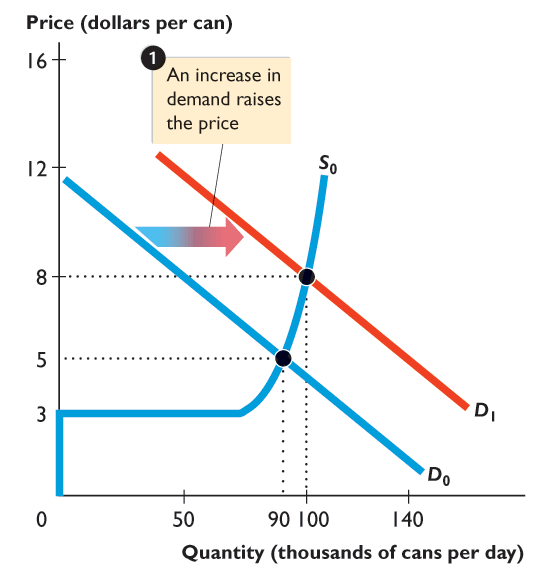 Price (dollars per can)
16
1
An increase in
demand raises
the price
12
S0
8
5
3
D1
D0
0
50
90 100
140
Quantity (thousands of cans per day)